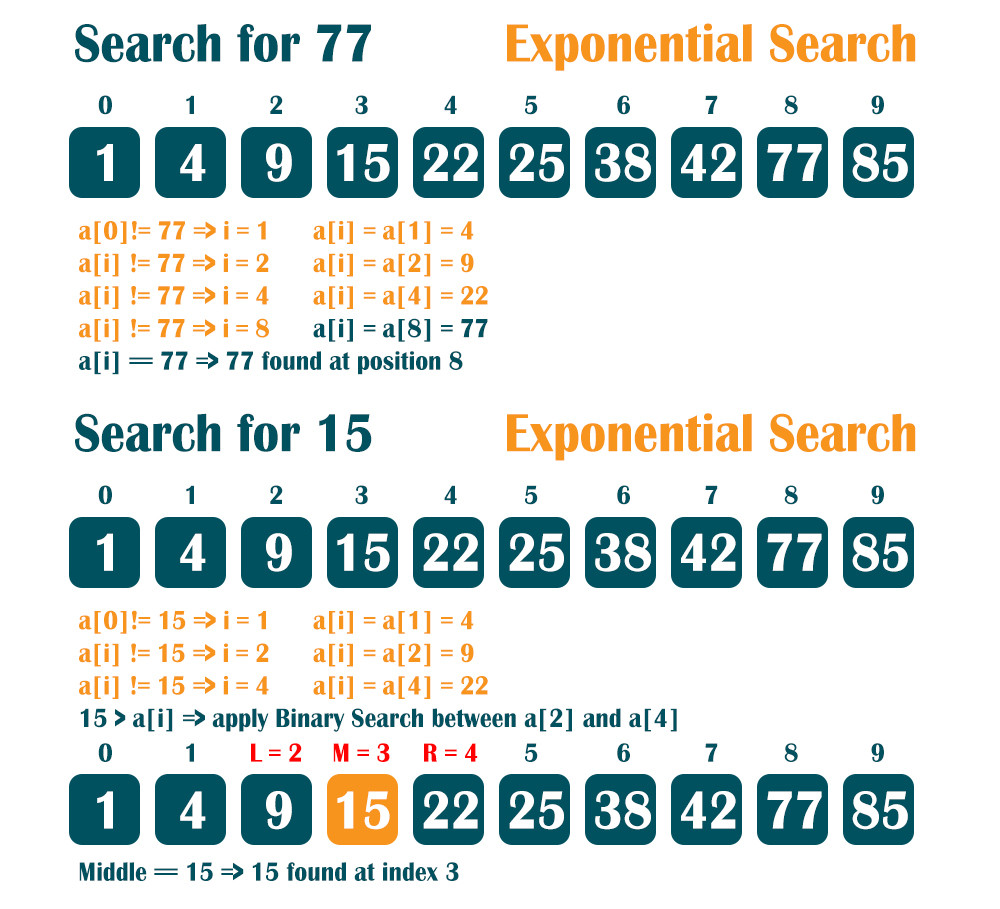 Search for 77 Exponential Search
0 1 2 3 4 5 6 7 8 9
1 4 9 15 22 25 38 42 77 85
a[0]!= 77 => i = 1 a[i] = a[1] = 4
a[i] != 77 => i = 2 a[i] = a[2] = 9
a[i] != 77 => i = 4 a[i] = a[4] = 22
a[i] != 77 => i = 8 a[i] = a[8] = 77
a[i] == 77 => 77 found at position 8
Search for 15 Exponential Search
0 1 2 3 4 5 6 7 8 9
1 4 9 15 22 25 38 42 77 85
a[0]!= 15 => i = 1 a[i] = a[1] = 4
a[i] != 15 => i = 2 a[i] = a[2] = 9
a[i] != 15 => i = 4 a[i] = a[4] = 22
15 > a[i] => apply Binary Search between a[2] and a[4]
0 1 L = 2 M = 3 R = 4 5 6 7 8 9
1 4 9 15 22 25 38 42 77 85
Middle == 15 => 15 found at index 3